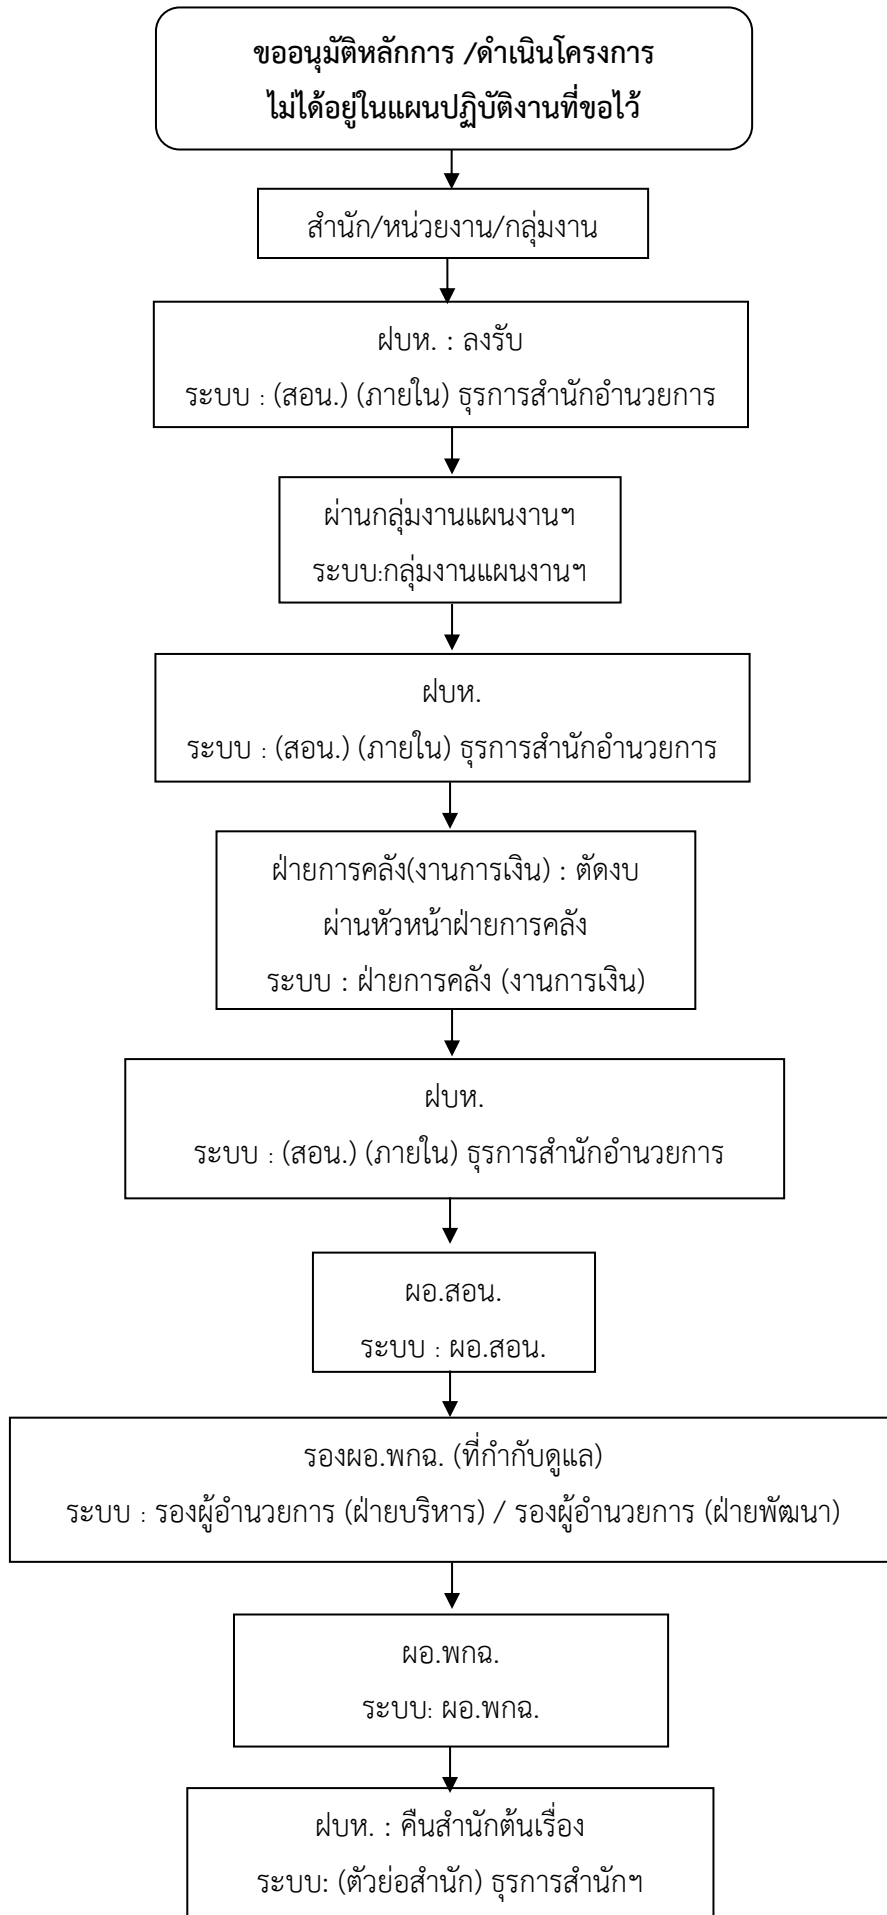 ขออนุมัติหลักการ /ดำเนินโครงการ
ไม่ได้อยู่ในแผนปฏิบัติงานที่ขอไว้
สำนัก/หน่วยงาน/กลุ่มงาน
ฝบห. : ลงรับ
ระบบ : (สอน.) (ภายใน) ธุรการสำนักอำนวยการ
ผ่านกลุ่มงานแผนงานฯ
ระบบ:กลุ่มงานแผนงานฯ
ฝบห.
ระบบ : (สอน.) (ภายใน) ธุรการสำนักอำนวยการ
ฝ่ายการคลัง(งานการเงิน) : ตัดงบ
ผ่านหัวหน้าฝ่ายการคลัง
ระบบ : ฝ่ายการคลัง (งานการเงิน)
ฝบห.
ระบบ : (สอน.) (ภายใน) ธุรการสำนักอำนวยการ
ผอ.สอน.
ระบบ : ผอ.สอน.
รองผอ.พกฉ. (ที่กำกับดูแล)
ระบบ : รองผู้อำนวยการ (ฝ่ายบริหาร) / รองผู้อำนวยการ (ฝ่ายพัฒนา)
ผอ.พกฉ.
ระบบ: ผอ.พกฉ.
ฝบห. : คืนสำนักต้นเรื่อง
ระบบ: (ตัวย่อสำนัก) ธุรการสำนักฯ